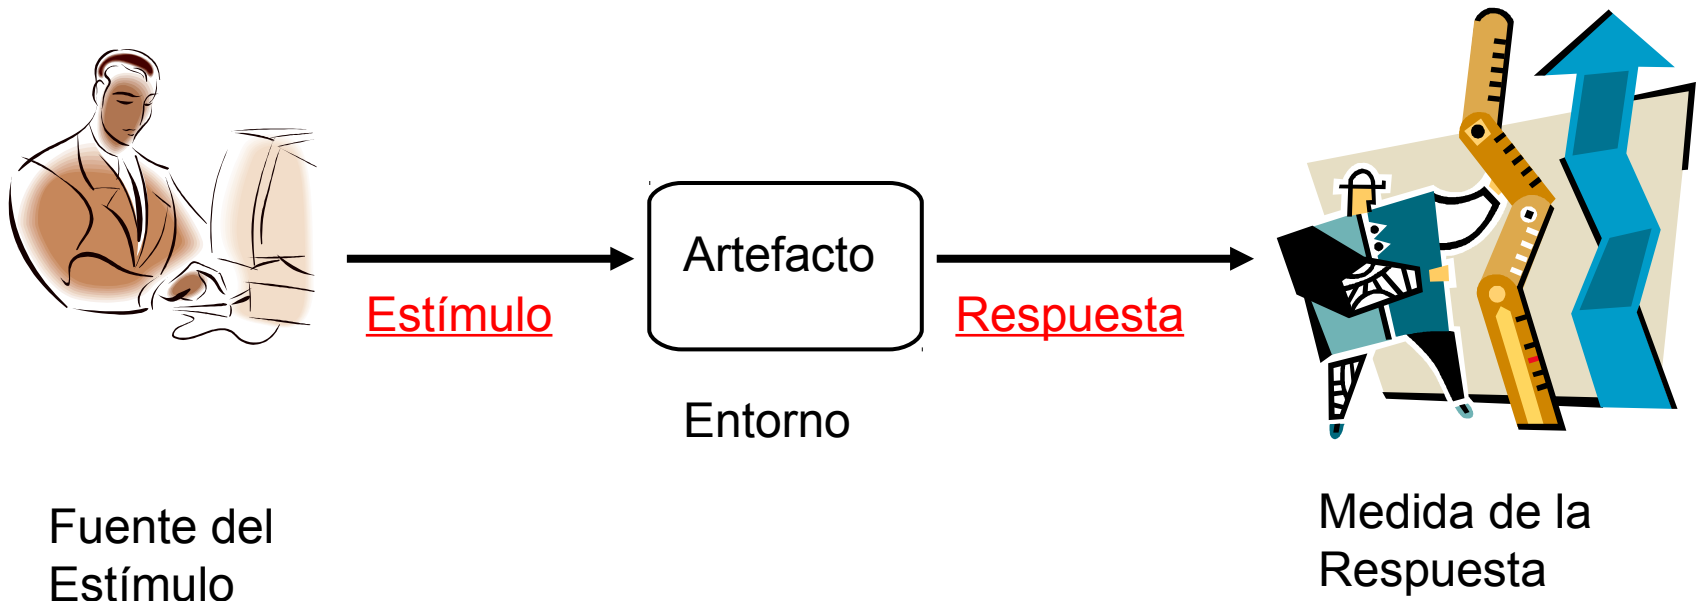 Artefacto
Estímulo
Respuesta
Entorno
Fuente del
Estímulo
Medida de la
Respuesta